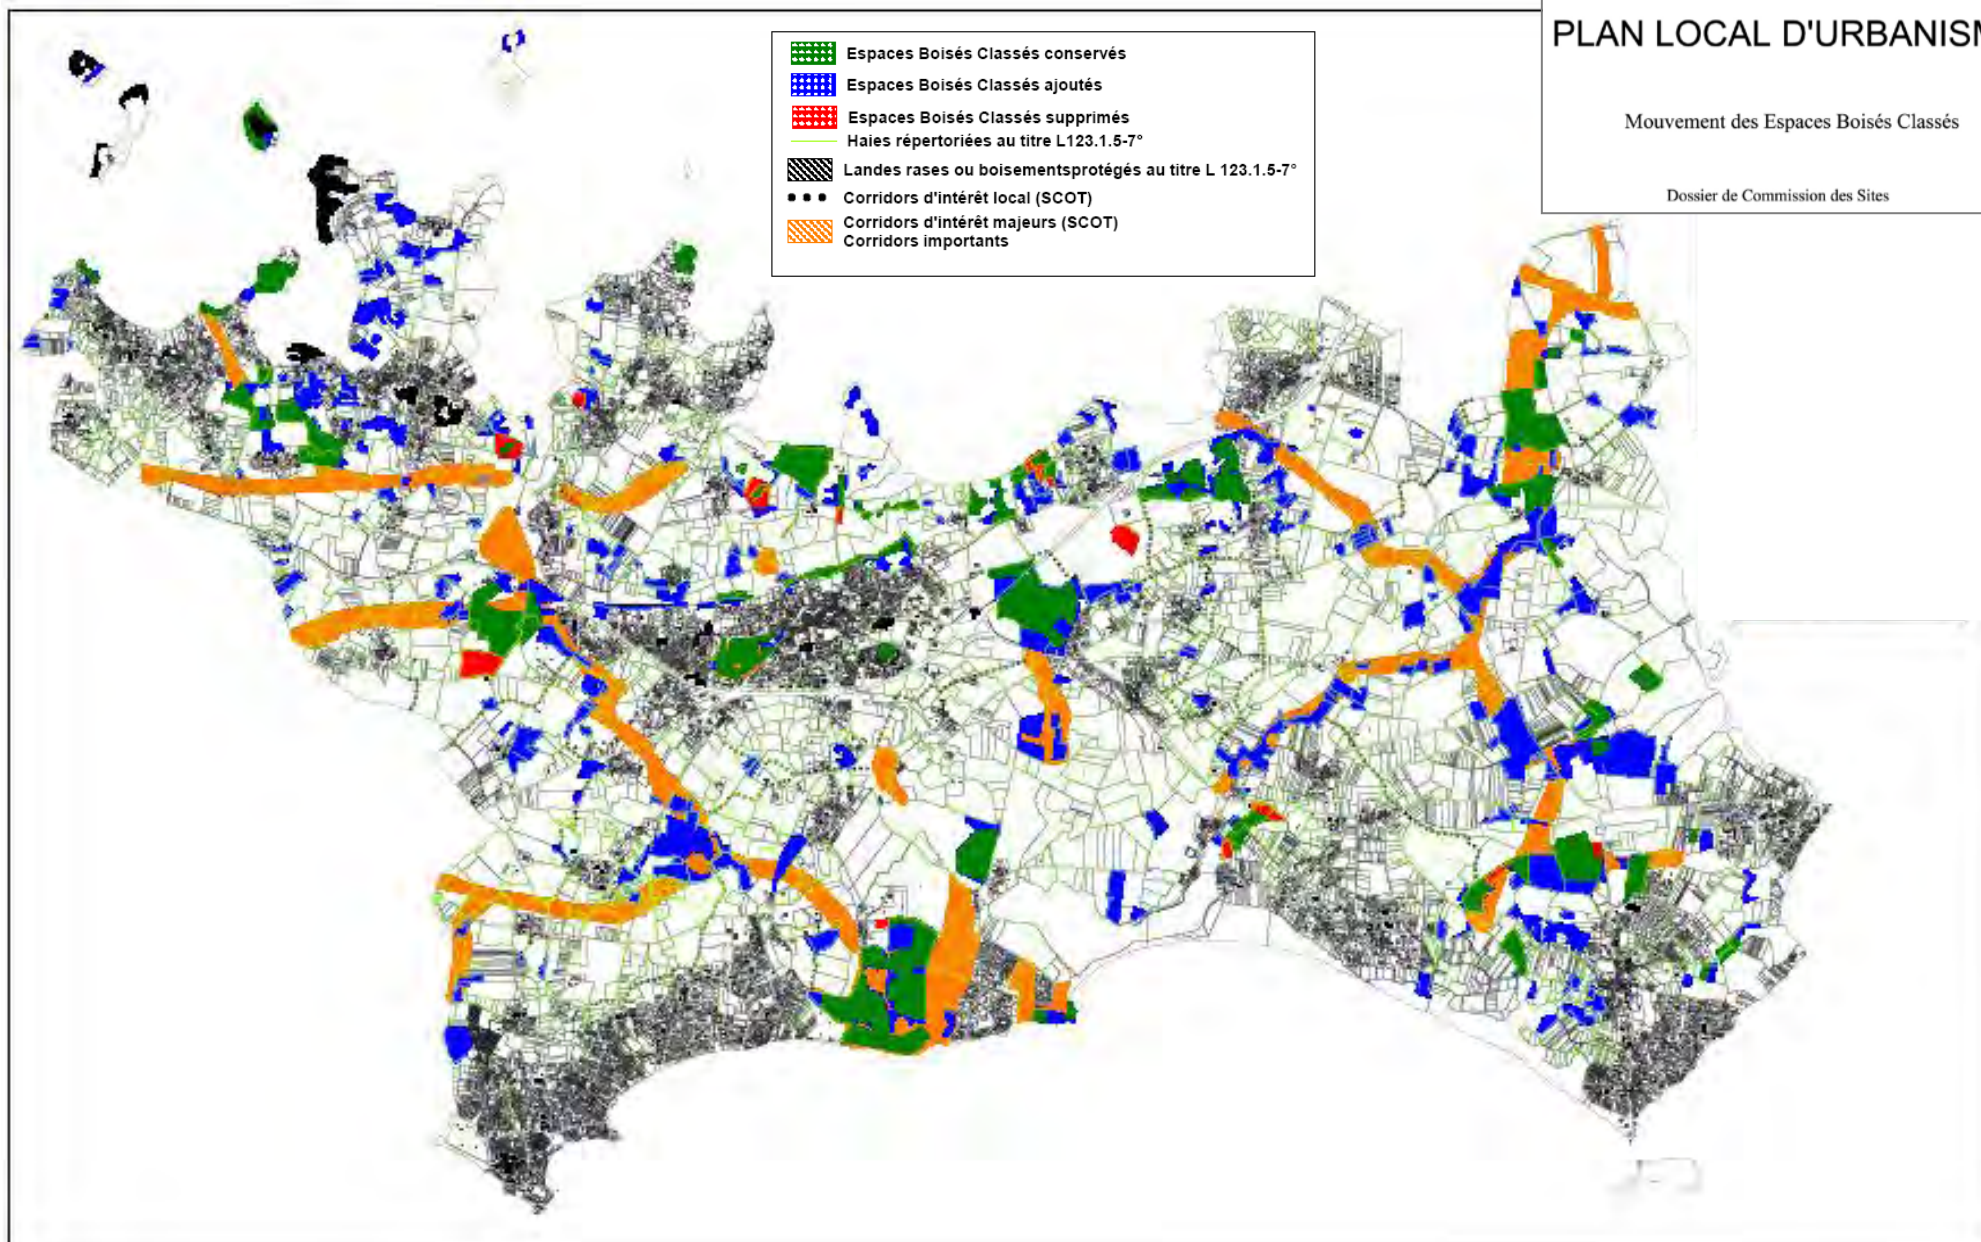 PLAN LOCAL D'URBANISM
Mouvement des Espaces Boisés Classés
Dossier de Commission des Sites
Espaces Boisés Classés conservés
Espaces Boisés Classés ajoutés
Espaces Boisés Classés supprimés
Haies répertoriées au titre L123.1.5-7°
Landes rases ou boisementsprotégés au titre L 123.1.5-7°
Corridors d'intérêt local (SCOT)
Corridors d'intérêt majeurs (SCOT)
Corridors importants